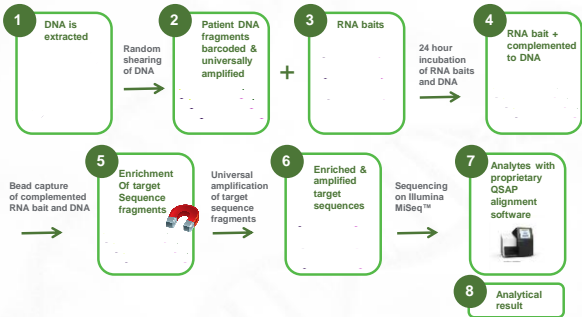 1
DNA is
extracted
Random
shearing
of DNA
2
Patient DNA
fragments
barcoded &
universally
amplified
+
3
RNA baits
24 hour
incubation
of RNA baits
and DNA
4
RNA bait +
complemented
to DNA
Bead capture
of complemented
RNA bait and DNA
5
Enrichment
Of target
Sequence
fragments
Universal
amplification
of target
sequence
fragments
6
Enriched &
amplified
target
sequences
Sequencing
on Illumina
MiSeq™
7
Analytes with
proprietary
QSAP
alignment
software
8
Analytical
result